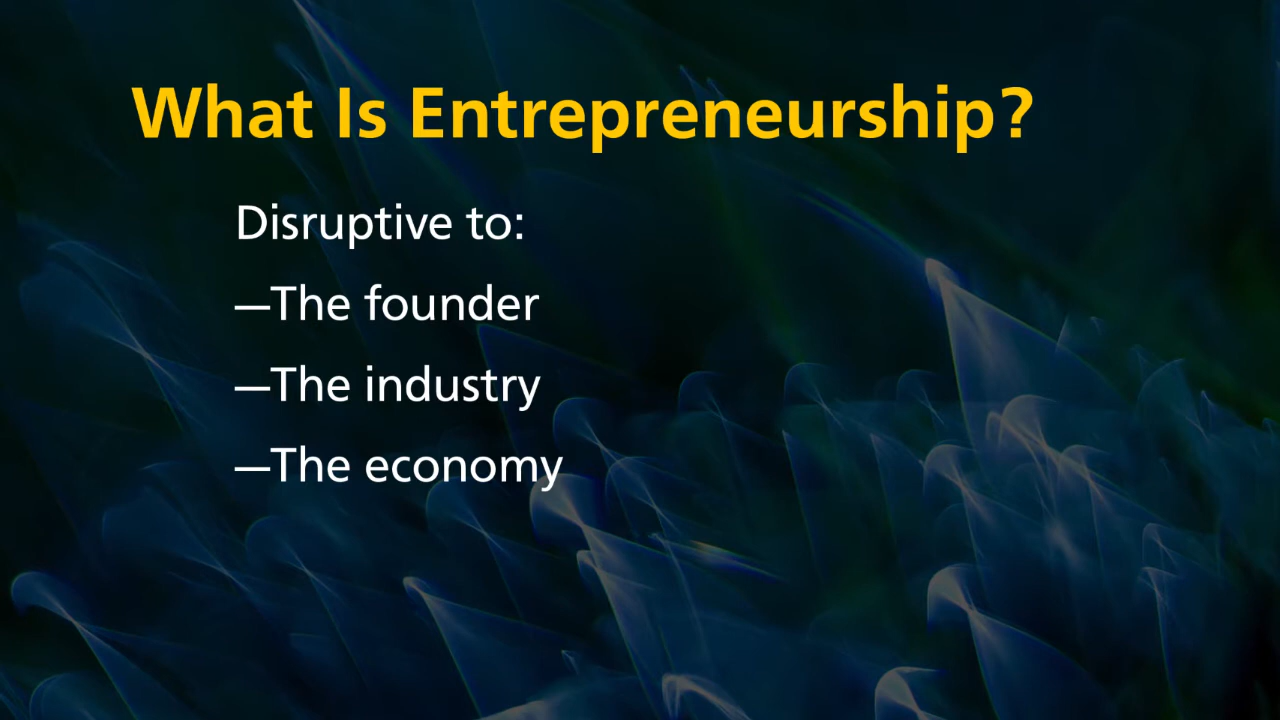 What Is Entrepreneurship?
Disruptive to:
—The founder
—The industry
—The economy